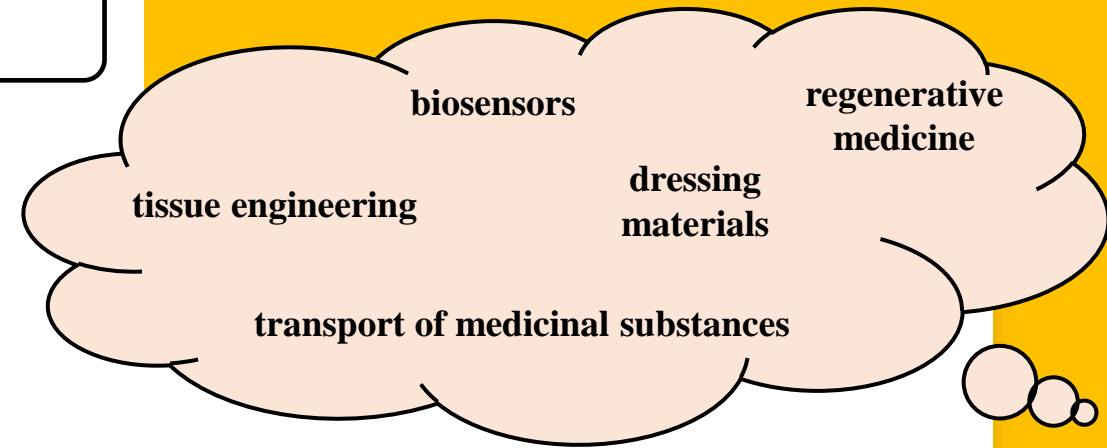 biosensors
regenerative
medicine
dressing
materials
tissue engineering
transport of medicinal substances